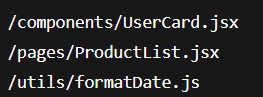 /components/UserCard.jsx
/pages/ProductList.jsx
/utils/formatDate.js